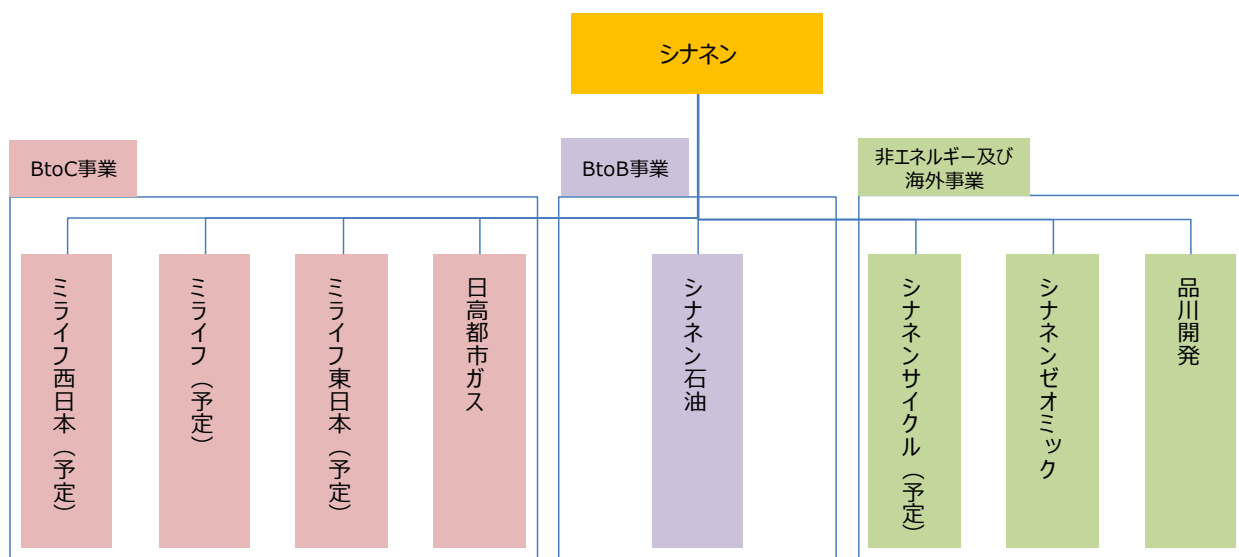 シナネン
BtoC事業
BtoB事業
非エネルギー及び
海外事業
ミライフ西日本（予定）
ミライフ（予定）
ミライフ東日本（予定）
日高都市ガス
シナネン石油
シナネンサイクル（予定）
シナネンゼオミック
品川開発